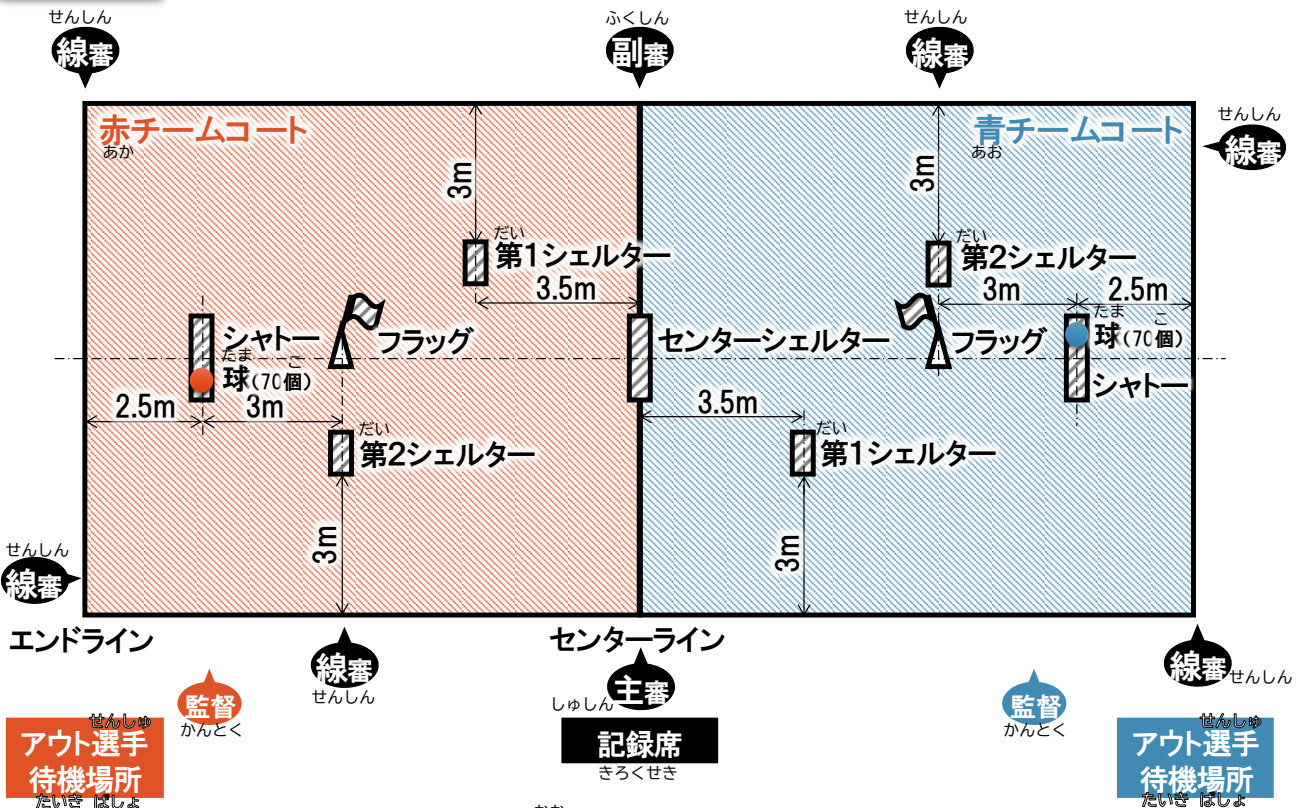 せんしん
線審
ふくしん
副審
せんしん
線審
赤チームコート
あか
青チームコート
あお
せんしん
線審
3m
3m
だい
第1シェルター
3.5m
だい
第2シェルター
3m
2.5m
シャトー
たま こ
球(70個)
フラッグ
センターシェルター
フラッグ
たま こ
球(70個)
シャトー
2.5m
3m
3.5m
だい
第2シェルター
だい
第1シェルター
3m
3m
せんしん
線審
エンドライン
センターライン
線審
せんしん
主審
しゅしん
線審
せんしん
監督
かんとく
監督
かんとく
せんしゅ
アウト選手
待機場所
たいき ばしょ
記録席
きろくせき
せんしゅ
アウト選手
待機場所
たいき ばしょ